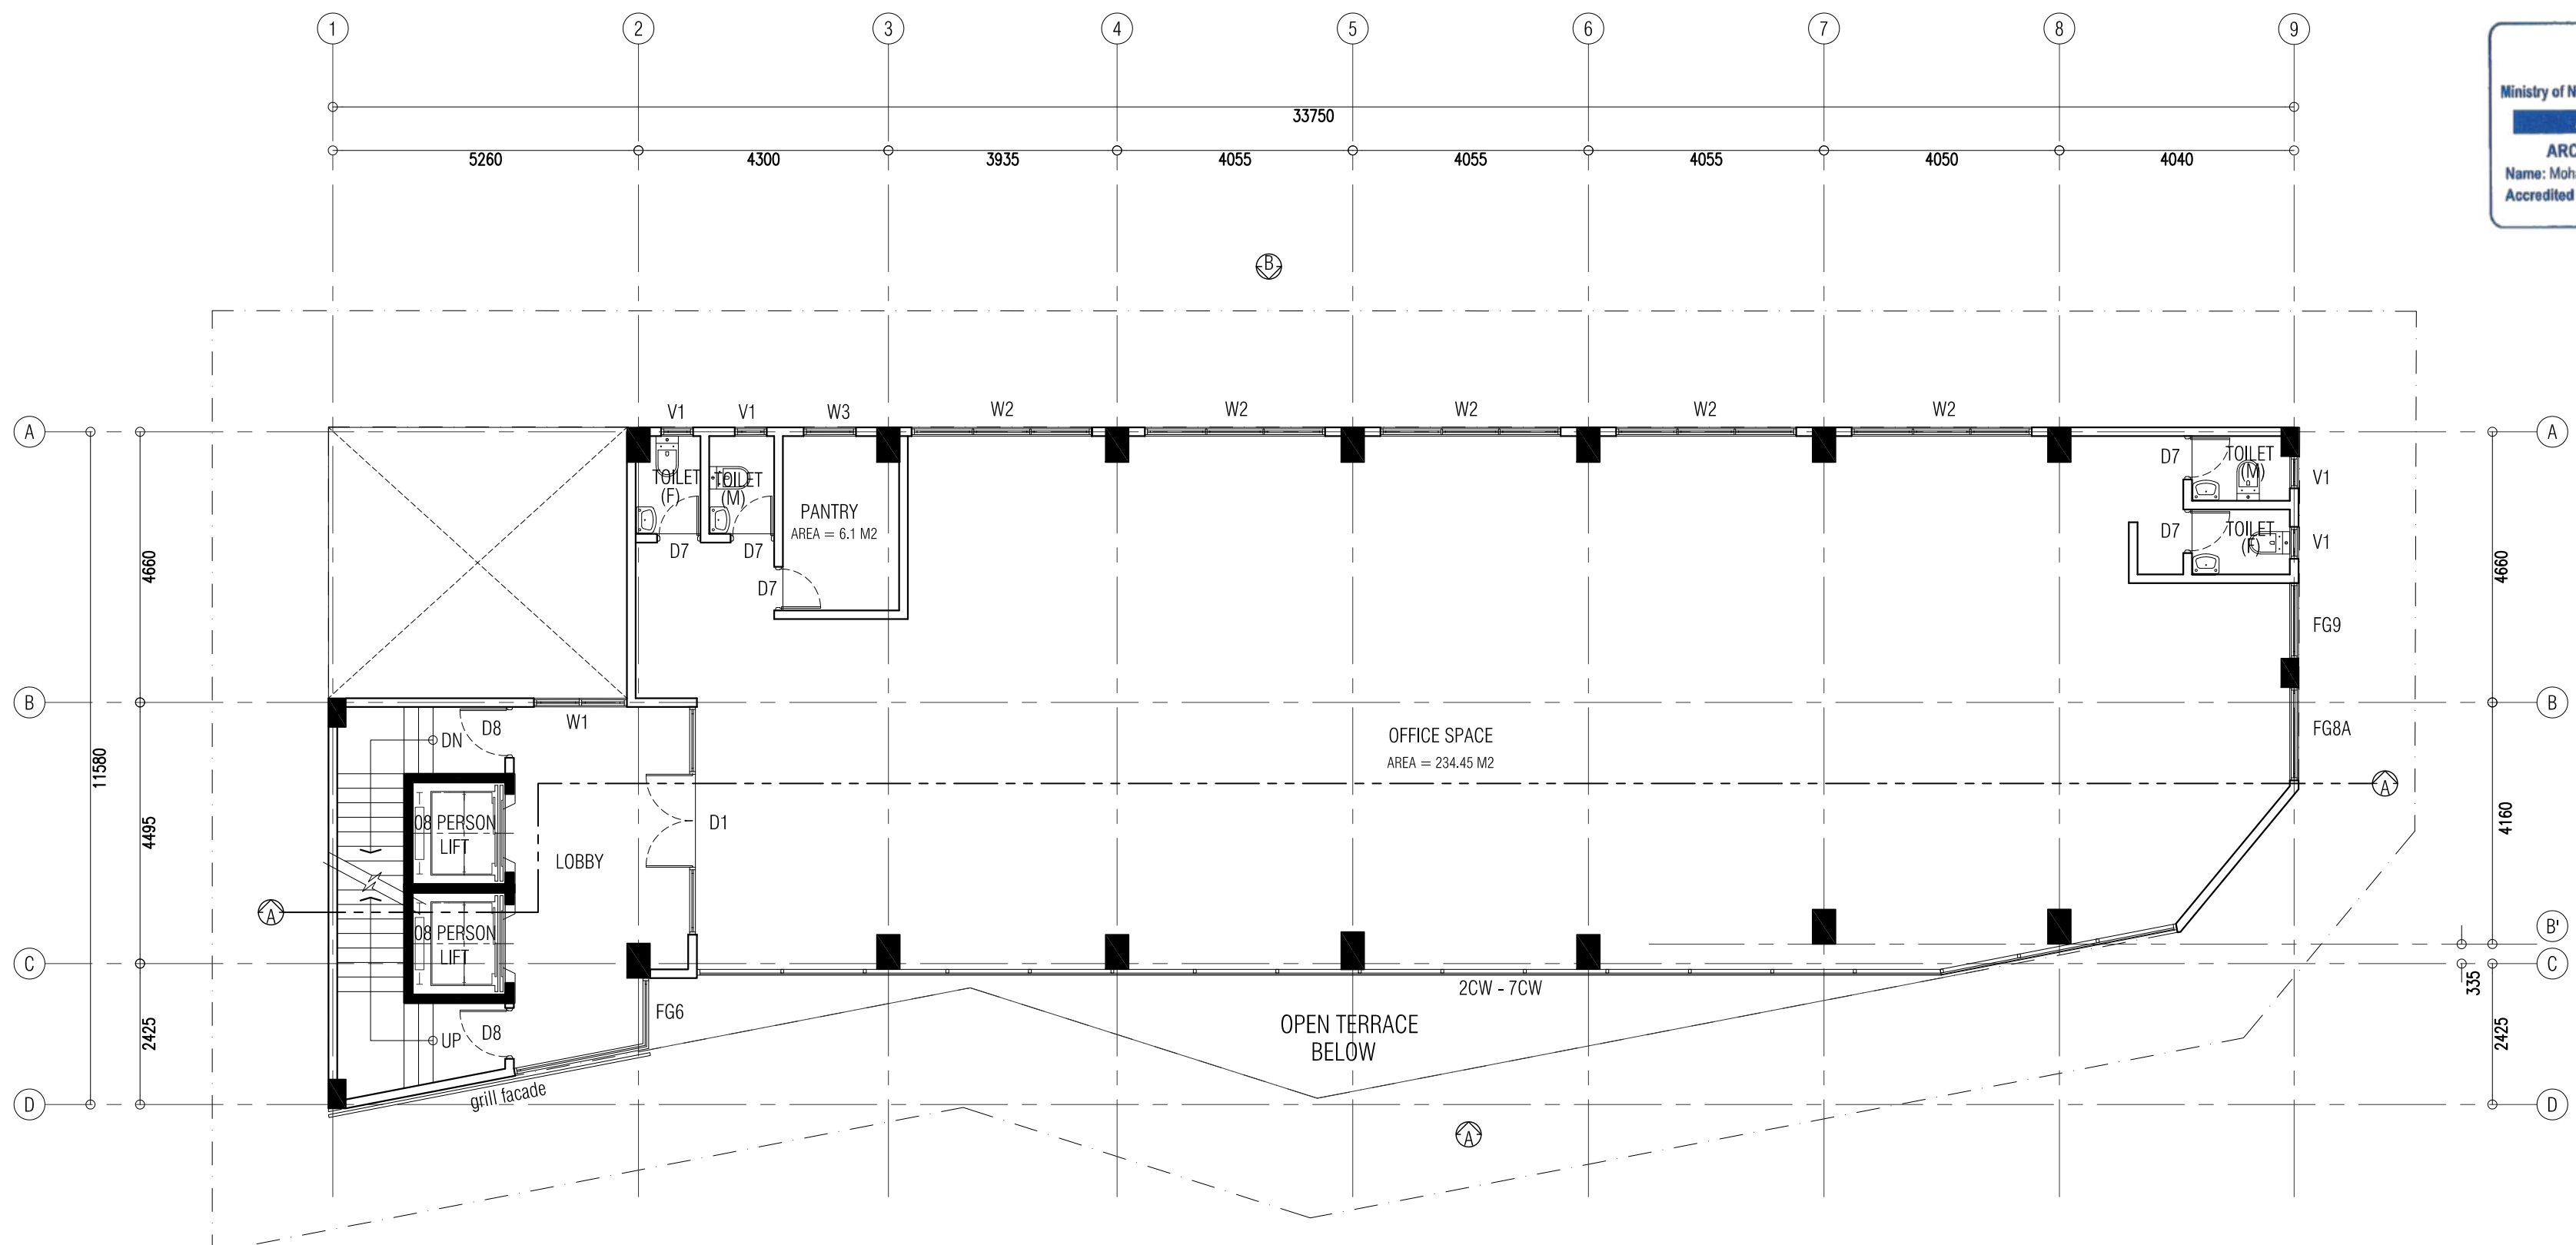 1 2 3 4 5 6 7 8 9
Ministry of N
33750
5260 4300 3935 4055 4055 4055 4050 4040
ARC
Name: Moha
Accredited
B
V1 V1 W3 W2 W2 W2 W2 W2
A A
TOILET
(F)
TOILET
(M)
D7
TOILET
(M)
V1
PANTRY
AREA = 6.1 M2
D7 D7
D7
D7
TOILET
(F)
V1
4660 4660
FG9
B B
W1
D8
DN
FG8A
OFFICE SPACE
AREA = 234.45 M2
A
11580
4495 4160
08 PERSON
LIFT
D1
LOBBY
A
08 PERSON
LIFT
B'
C C
335
2CW - 7CW
FG6
OPEN TERRACE
BELOW
D8
UP
2425 2425
grill facade
D D
A